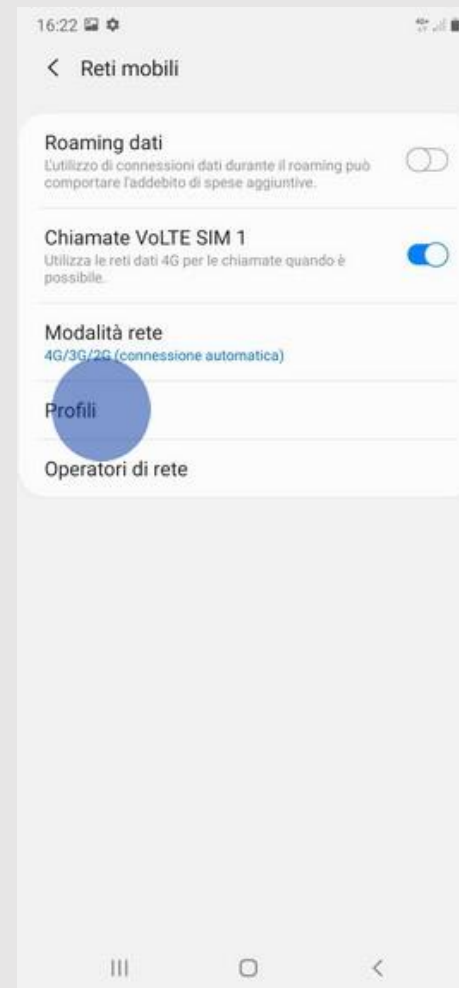 16:22
Reti mobili
Roaming dati
L'utilizzo di connessioni dati durante il roaming può
comportare l'addebito di spese aggiuntive.
Chiamate VoLTE SIM 1
Utilizza le reti dati 4G per le chiamate quando è
possibile.
Modalità rete
4G/3G/2G (connessione automatica)
Profili
Operatori di rete